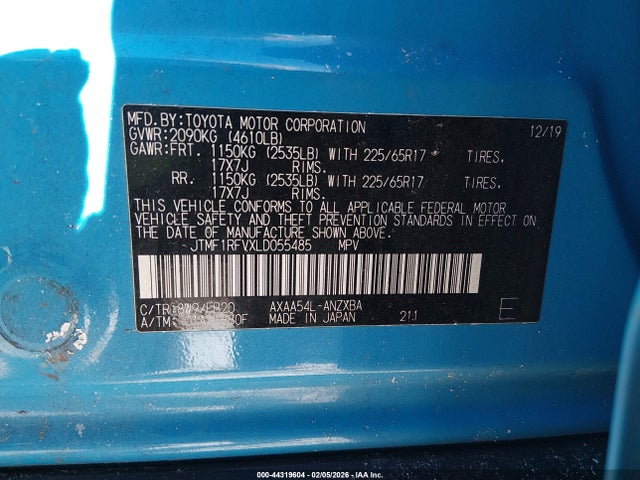 MFD.BY:TOYOTA MOTOR CORPORATION 12/19
GVWR:2090KG (4610LB)
GAWR:FRT. 1150KG (2535LB) WITH 225/65R17 TIRES.
17X7J RIMS.
RR. 1150KG (2535LB) WITH 225/65R17 TIRES.
17X7J RIMS.
THIS VEHICLE CONFORMS TO ALL APPLICABLE FEDERAL MOTOR
VEHICLE SAFETY AND THEFT PREVENTION STANDARDS IN EFFECT ON
THE DATE OF MANUFACTURE SHOWN ABOVE.
JTMF1RFVXLD055485 MPV
C/TR: AXAA54L-ANZXBA
A/TM: MADE IN JAPAN 211 E
000-44319604 - 02/05/2026 - IAA Inc.